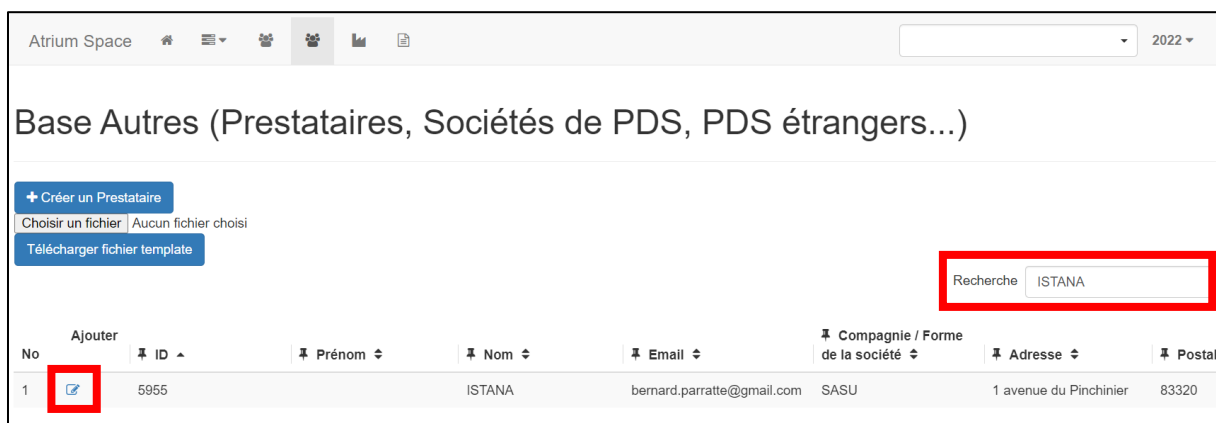 Atrium Space 2022
Base Autres (Prestataires, Sociétés de PDS, PDS étrangers...)
+ Créer un Prestataire
Choisir un fichier Aucun fichier choisi
Télécharger fichier template
Recherche ISTANA
No Ajouter ID Prénom Nom Email Compagnie / Forme de la société Adresse Postal
1 5955 ISTANA bernard.parratte@gmail.com SASU 1 avenue du Pinchinier 83320